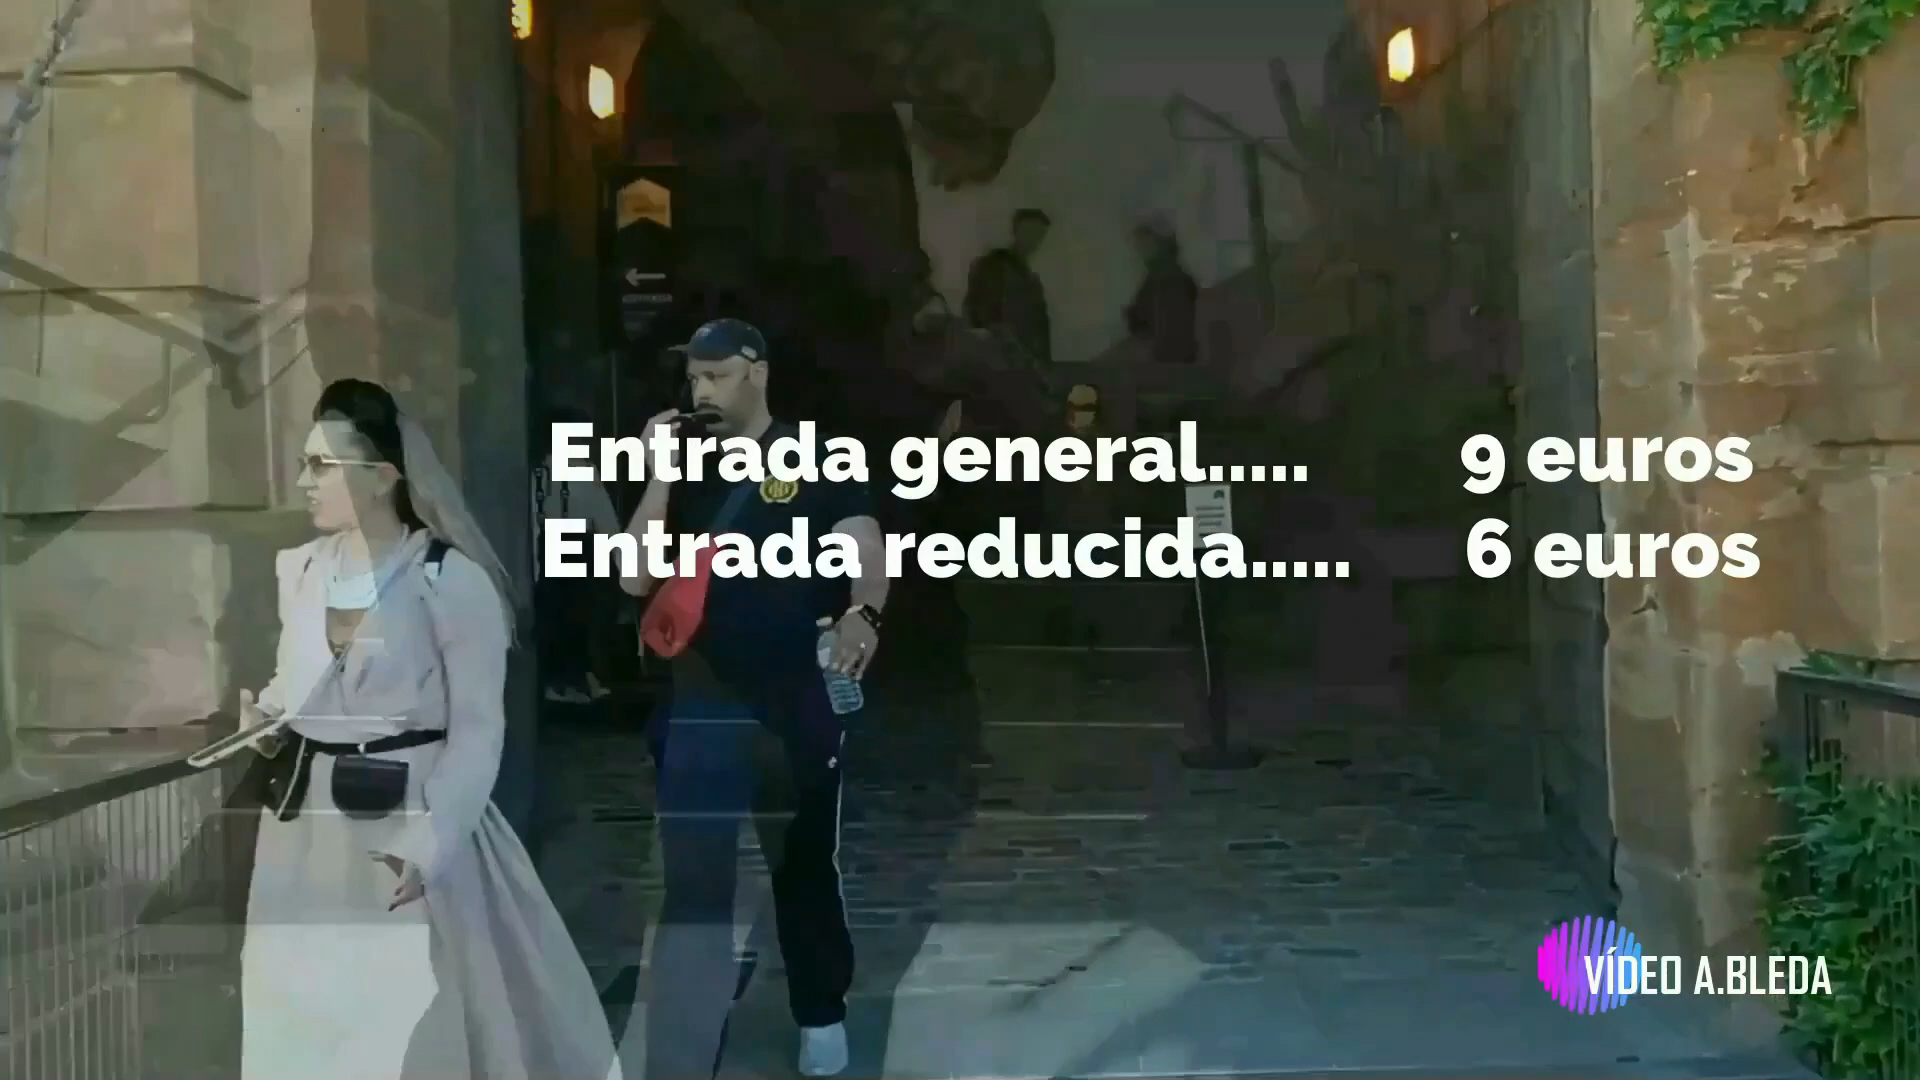 Entrada general..... 9 euros
Entrada reducida..... 6 euros
VÍDEO A.BLEDA